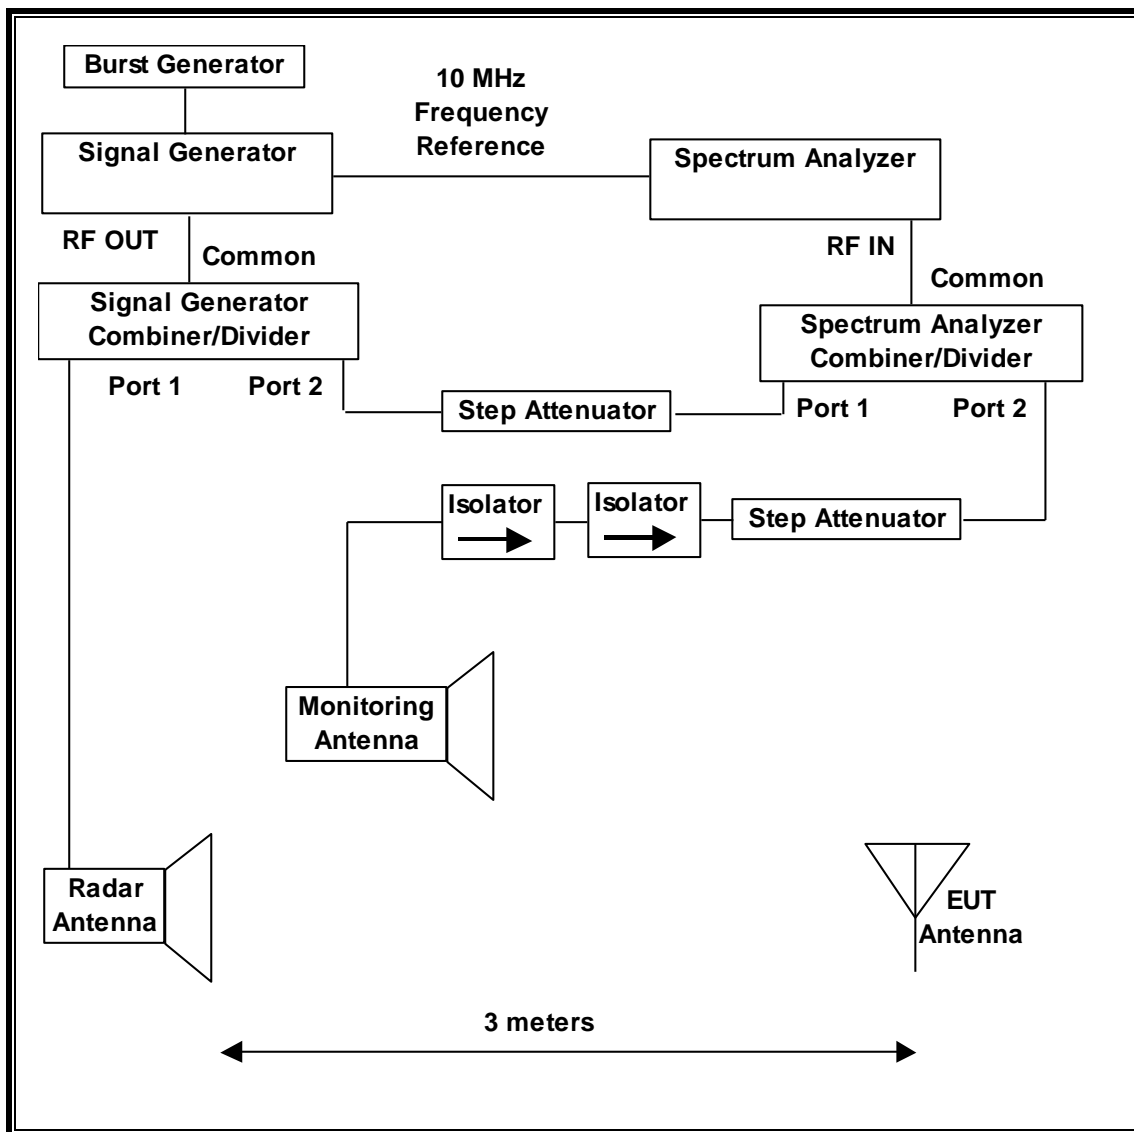 Burst Generator
10 MHz
Frequency
Reference
Signal Generator
Spectrum Analyzer
RF OUT
Common
RF IN
Common
Signal Generator
Combiner/Divider
Spectrum Analyzer
Combiner/Divider
Port 1
Port 2
Step Attenuator
Port 1
Port 2
Isolator
Isolator
Step Attenuator
Monitoring
Antenna
Radar
Antenna
EUT
Antenna
3 meters